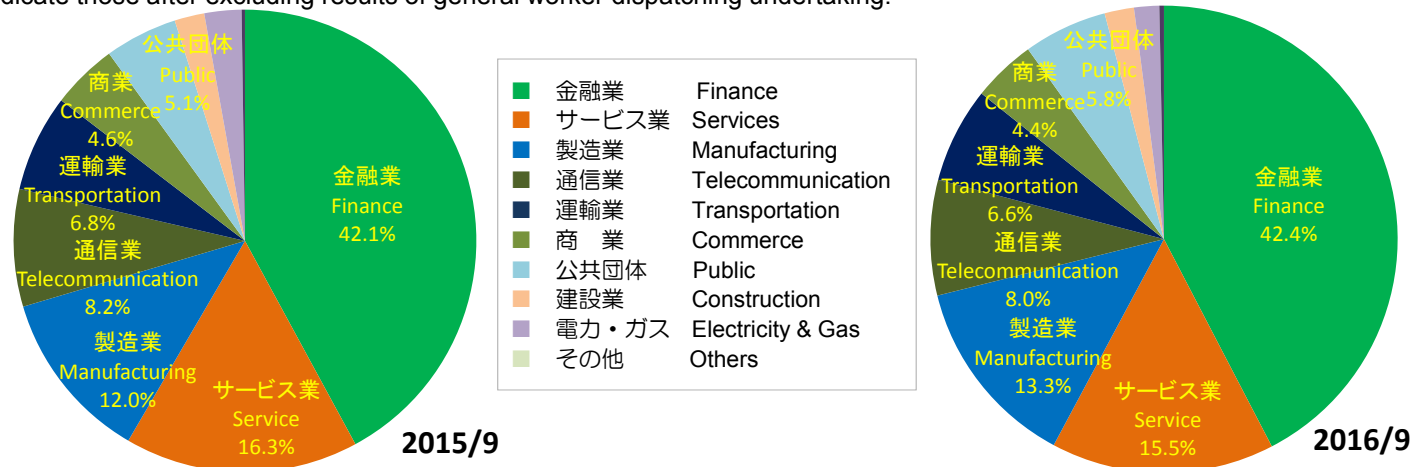 dicate those after excluding results of general worker dispatching undertaking.
公共団体
Public
5.1%
商業
Commerce
4.6%
運輸業
Transportation
6.8%
通信業
Telecommunication
8.2%
製造業
Manufacturing
12.0%
サービス業
Service
16.3%
金融業
Finance
42.1%
2015/9
金融業 Finance
サービス業 Services
製造業 Manufacturing
通信業 Telecommunication
運輸業 Transportation
商 業 Commerce
公共団体 Public
建設業 Construction
電力・ガス Electricity & Gas
その他 Others
公共団体
Public
5.8%
商業
Commerce
4.4%
運輸業
Transportation
6.6%
通信業
Telecommunication
8.0%
製造業
Manufacturing
13.3%
サービス業
Service
15.5%
金融業
Finance
42.4%
2016/9